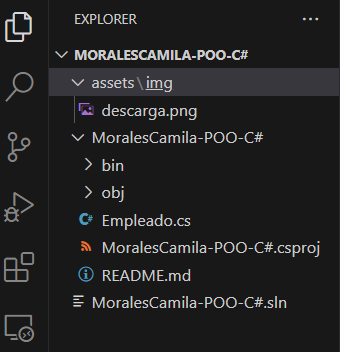 EXPLORER ...
MORALESCAMILA-POO-C#
assets\img
descarga.png
MoralesCamila-POO-C#
bin
obj
C# Empleado.cs
MoralesCamila-POO-C#.csproj
README.md
MoralesCamila-POO-C#.sln